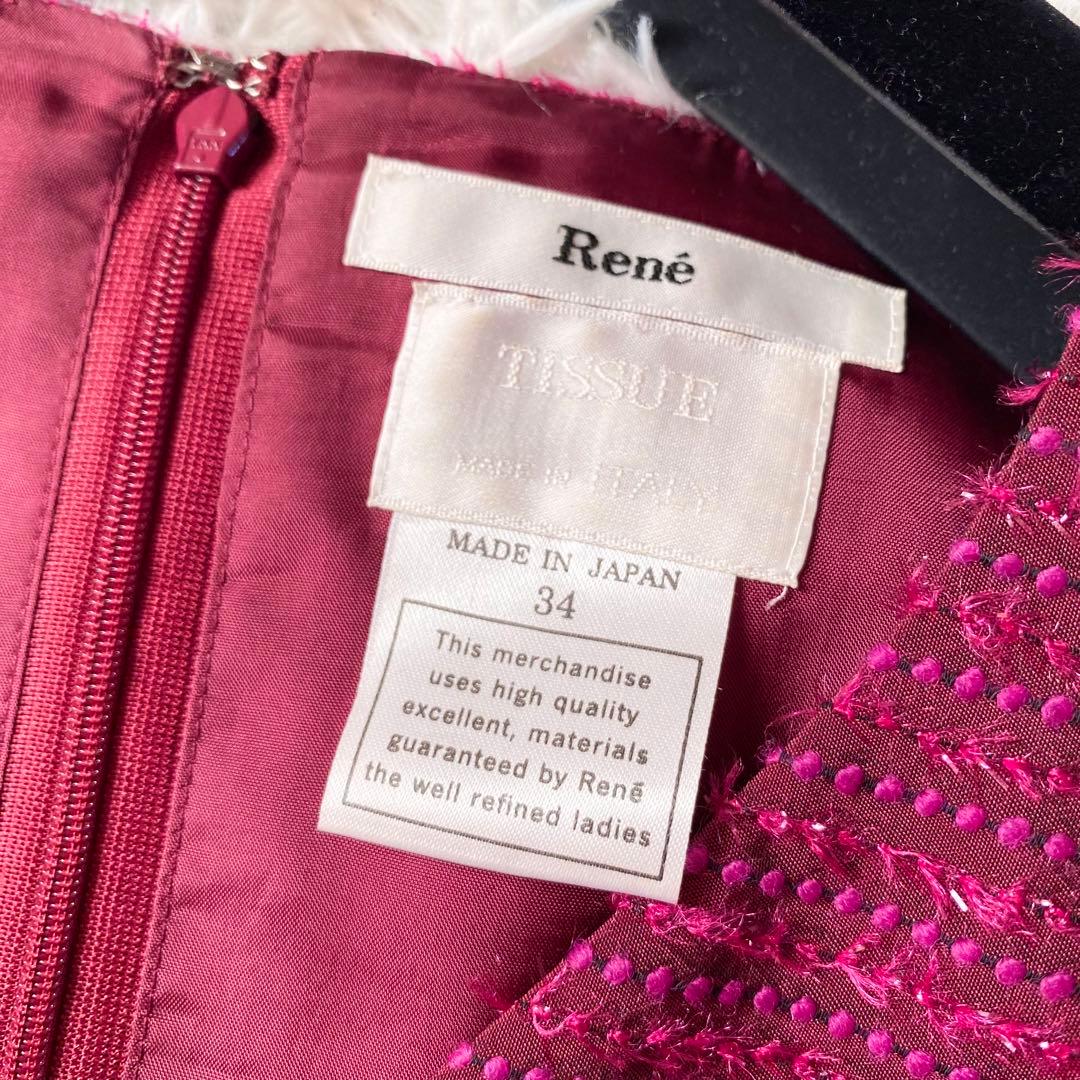 René
TISSUE
MADE IN ITALY
MADE IN JAPAN
34
This merchandise
uses high quality
excellent, materials
guaranteed by René
the well refined ladies